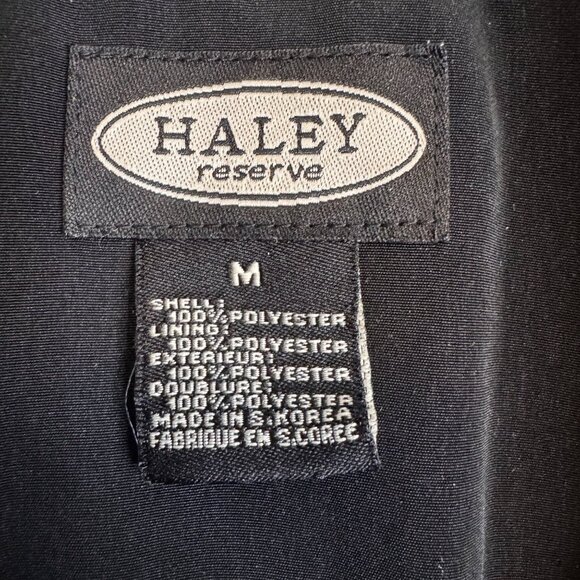 HALEY
reserve
M
SHELL:
100% POLYESTER
LINING:
100% POLYESTER
EXTERIEUR:
100% POLYESTER
DOUBLURE:
100% POLYESTER
MADE IN S.KOREA
FABRIQUE EN S.COREE